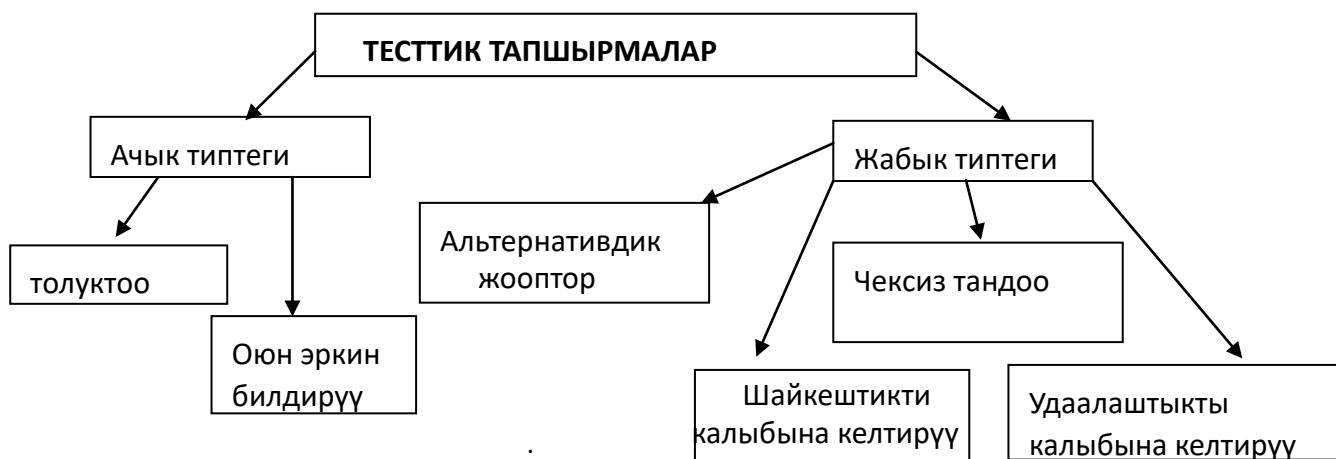 ТЕСТТИК ТАПШЫРМАЛАР
Ачык типтеги
Жабык типтеги
толуктоо
Оюн эркин
билдирүү
Альтернативдик
жооптор
Чексиз тандоо
Шайкештикти
калыбына келтирүү
Удаалаштыкты
калыбына келтирүү
.